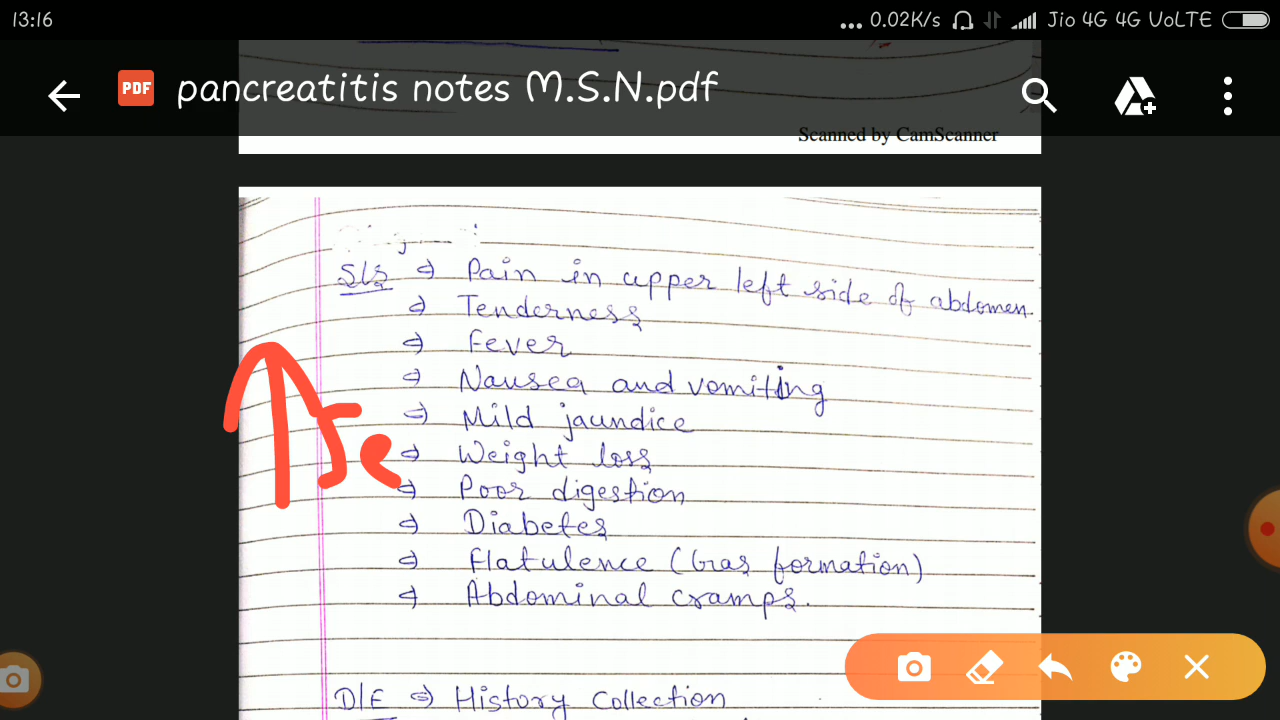 13:16 ... 0.02K/s Jio 4G 4G VoLTE
PDF pancreatitis notes M.S.N.pdf
Scanned by CamScanner
S/S ⇒ Pain in upper left side of abdomen.
⇒ Tenderness
⇒ Fever
⇒ Nausea and vomiting
⇒ Mild jaundice
⇒ Weight loss
⇒ Poor digestion
⇒ Diabetes
⇒ Flatulence (Gas formation)
⇒ Abdominal cramps.
D/E ⇒ History Collection